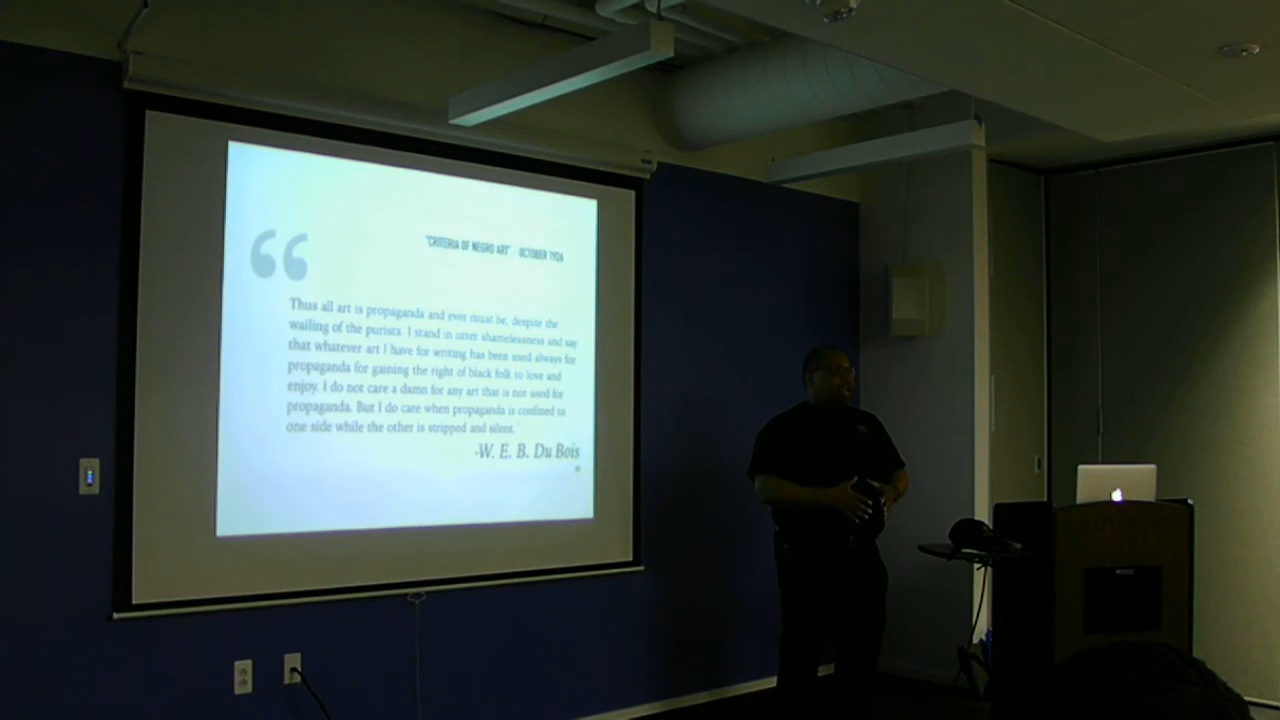 "CRITERIA OF NEGRO ART" - OCTOBER 1926
Thus all art is propaganda and ever must be, despite the
wailing of the purists. I stand in utter shamelessness and say
that whatever art I have for writing has been used always for
propaganda for gaining the right of black folk to love and
enjoy. I do not care a damn for any art that is not used for
propaganda. But I do care when propaganda is confined to
one side while the other is stripped and silent."
-W. E. B. Du Bois